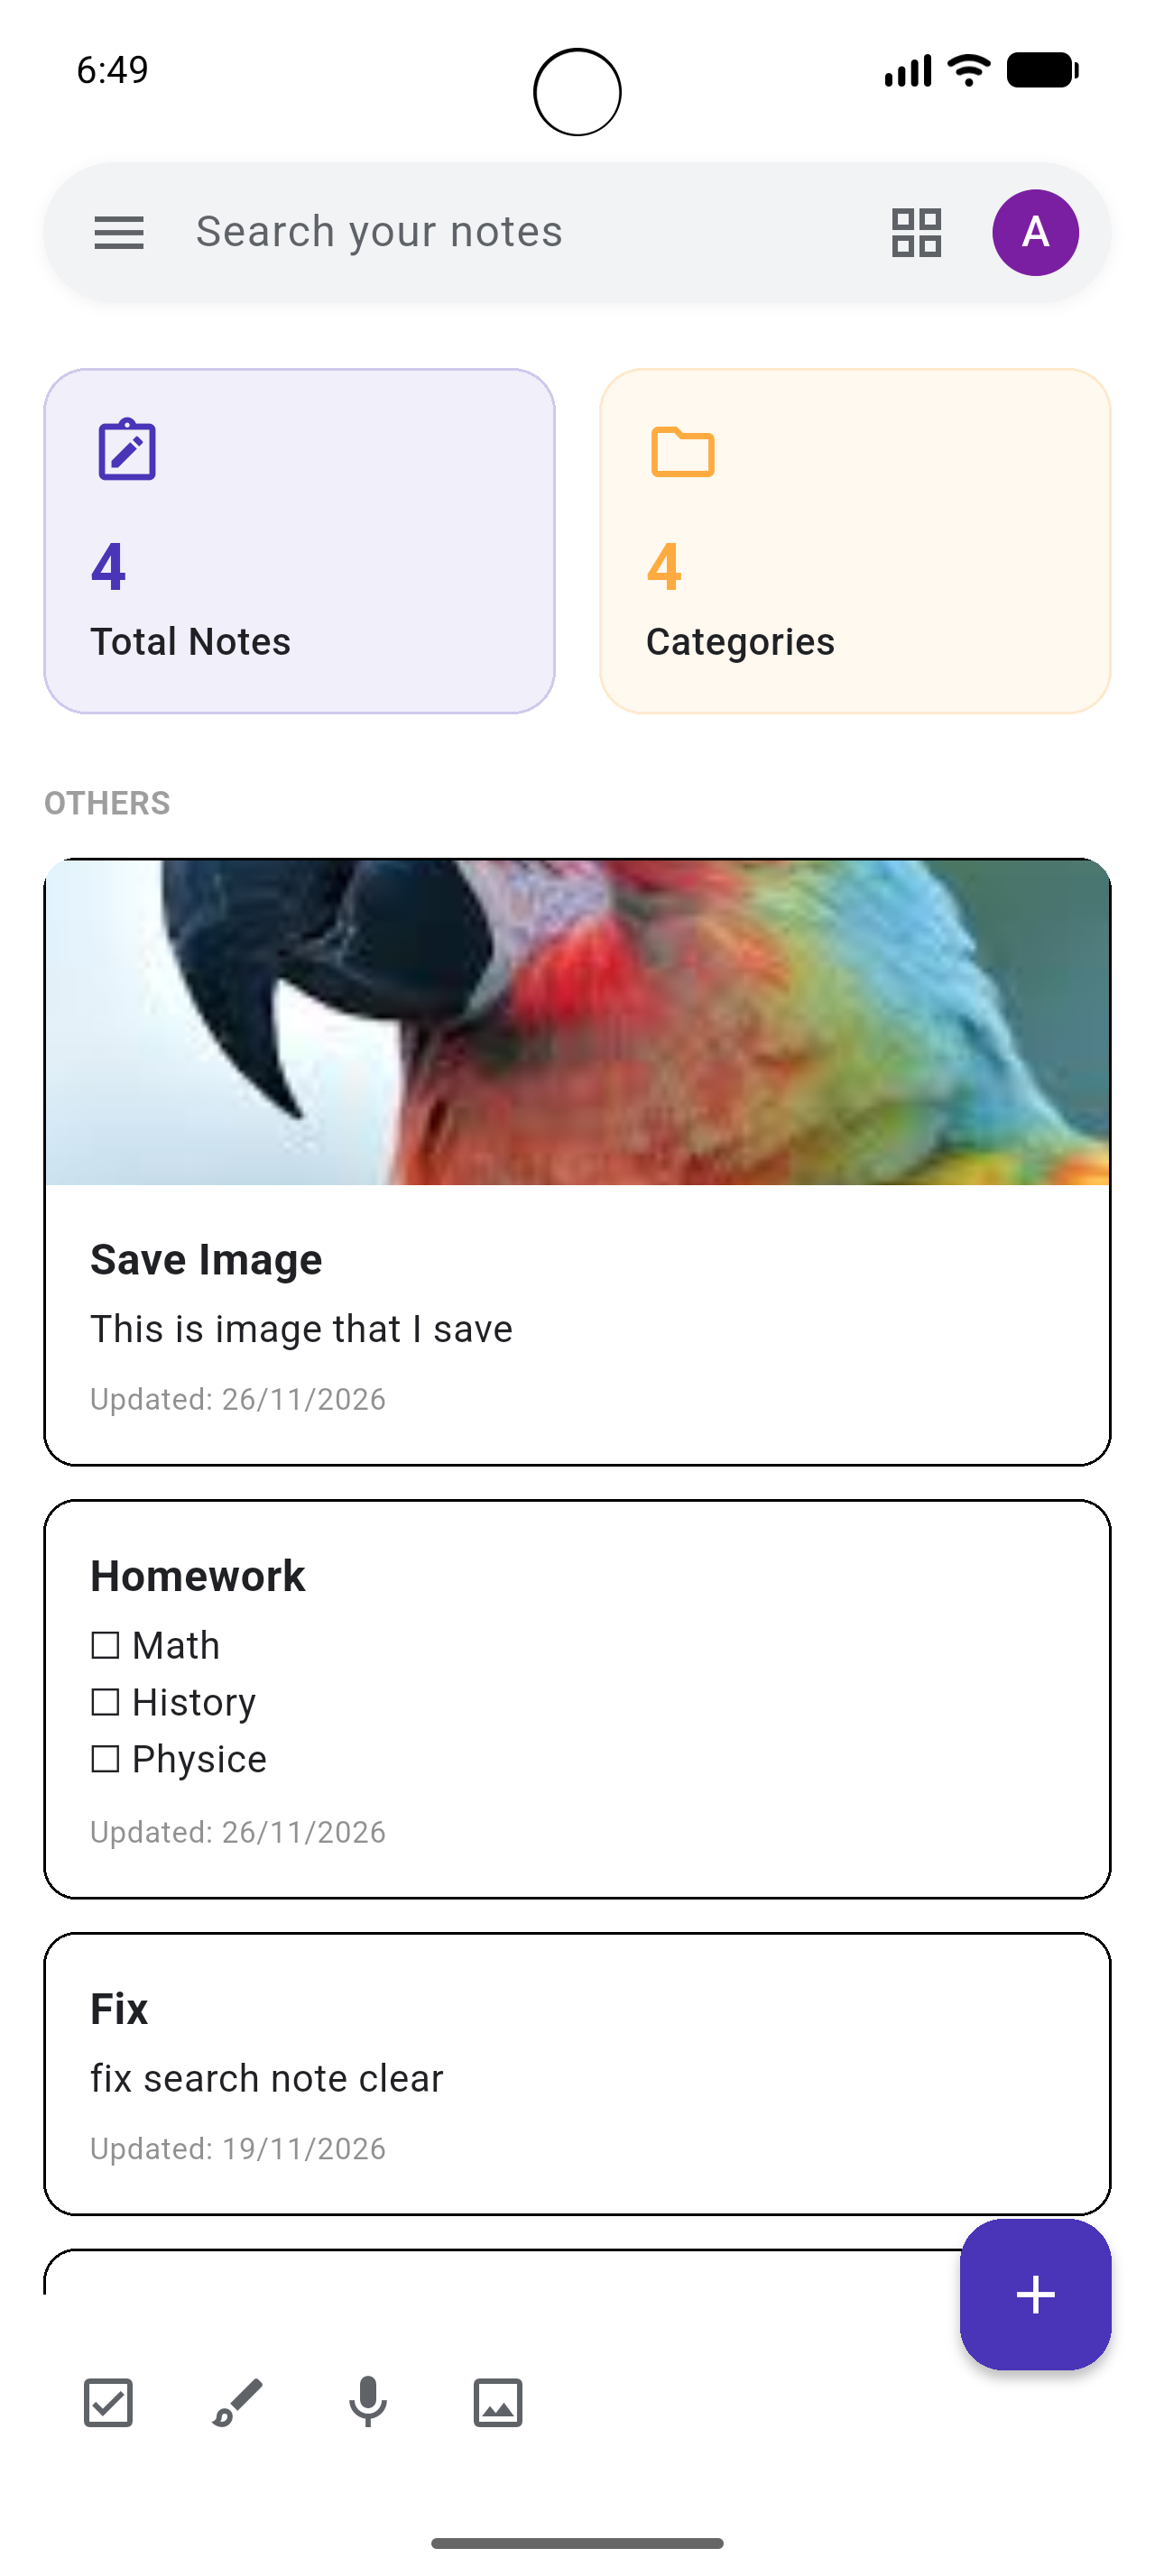 6:49
Search your notes
A
4
Total Notes
4
Categories
OTHERS
Save Image
This is image that I save
Updated: 26/11/2026
Homework
☐ Math
☐ History
☐ Physice
Updated: 26/11/2026
Fix
fix search note clear
Updated: 19/11/2026